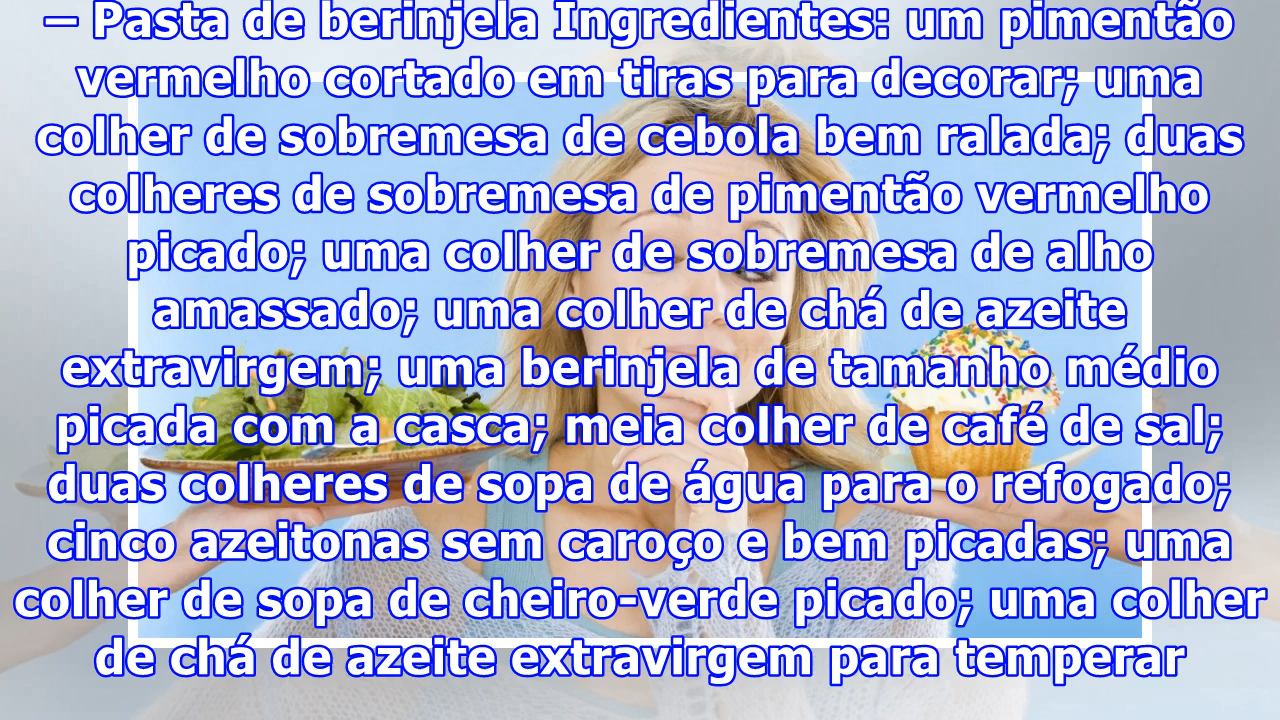 – Pasta de berinjela Ingredientes: um pimentão
vermelho cortado em tiras para decorar; uma
colher de sobremesa de cebola bem ralada; duas
colheres de sobremesa de pimentão vermelho
picado; uma colher de sobremesa de alho
amassado; uma colher de chá de azeite
extravirgem; uma berinjela de tamanho médio
picada com a casca; meia colher de café de sal;
duas colheres de sopa de água para o refogado;
cinco azeitonas sem caroço e bem picadas; uma
colher de sopa de cheiro-verde picado; uma colher
de chá de azeite extravirgem para temperar